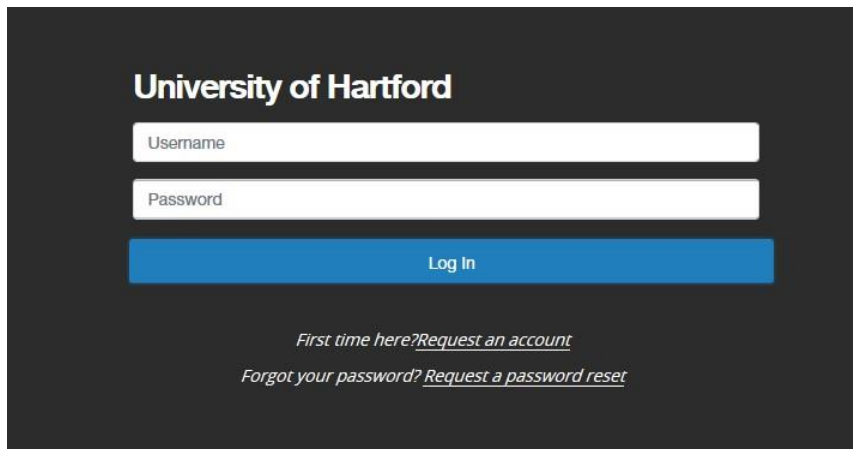 University of Hartford
Username
Password
Log In
First time here?Request an account
Forgot your password? Request a password reset